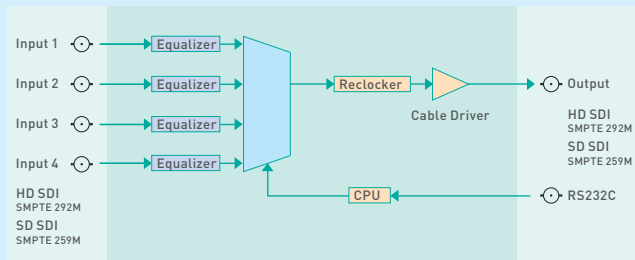 Input 1
Equalizer
Input 2
Equalizer
Reclocker
Output
Cable Driver
Input 3
Equalizer
HD SDI
SMPTE 292M
SD SDI
SMPTE 259M
Input 4
Equalizer
HD SDI
SMPTE 292M
SD SDI
SMPTE 259M
CPU
RS232C